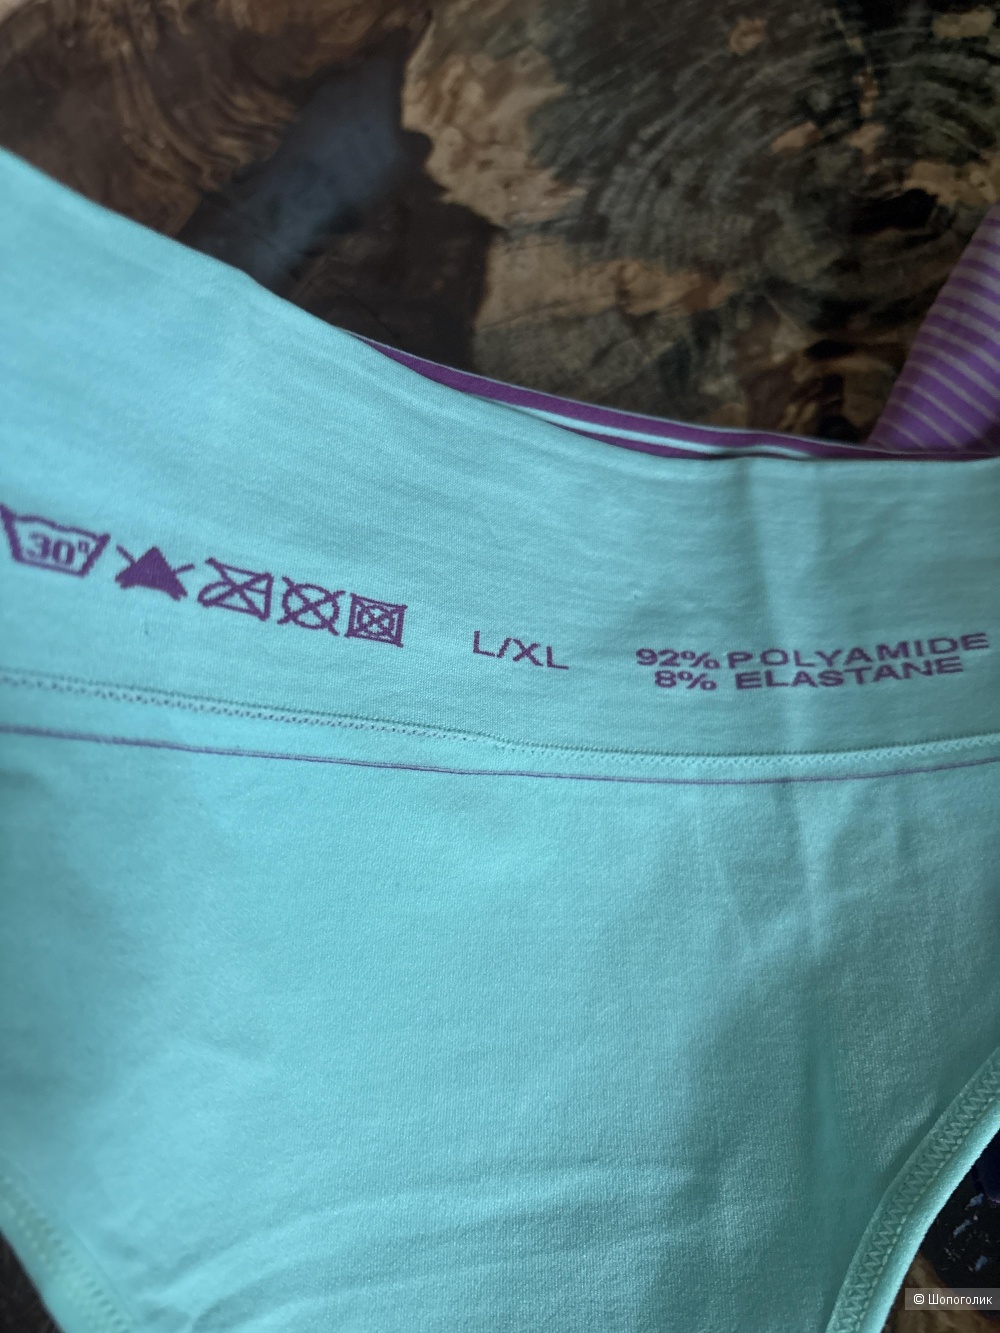 30°
L/XL
92% POLYAMIDE
8% ELASTANE
© Шопоголик